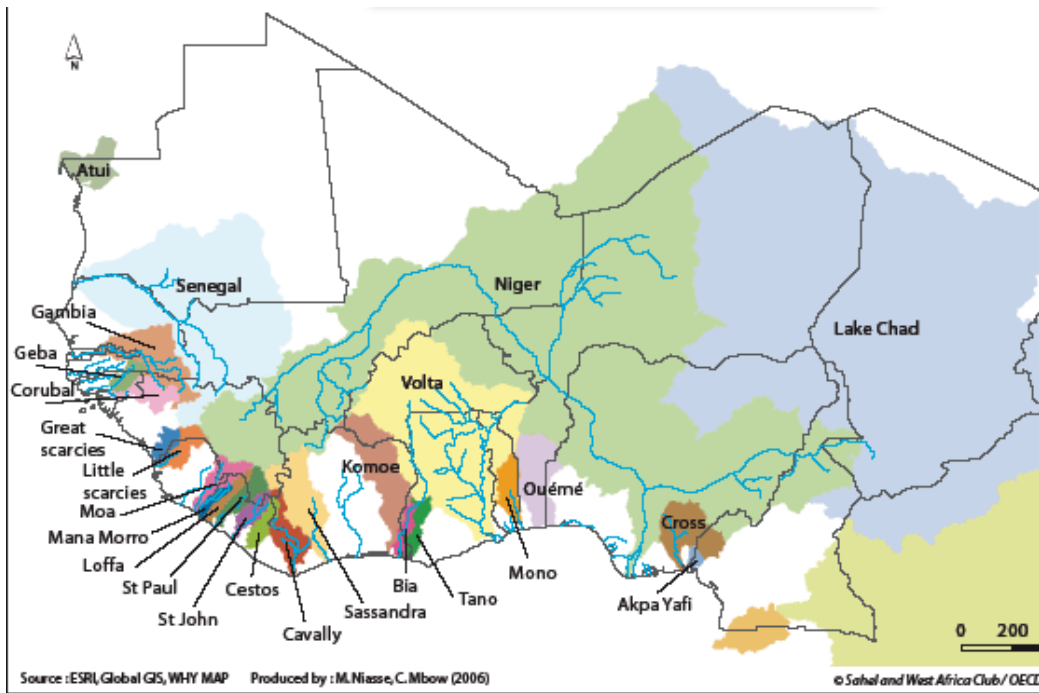 N
Atui
Senegal
Niger
Gambia
Lake Chad
Geba
Volta
Corubal
Great
scarcies
Komoe
Little
scarcies
Ouémé
Moa
Cross
Mana Morro
Loffa
St Paul
Cestos
Bia
Mono
St John
Sassandra
Tano
Akpa Yafi
Cavally
0 200
Source : ESRI, Global GIS, WHY MAP Produced by : M. Niasse, C. Mbow (2006)
© Sahel and West Africa Club / OECD